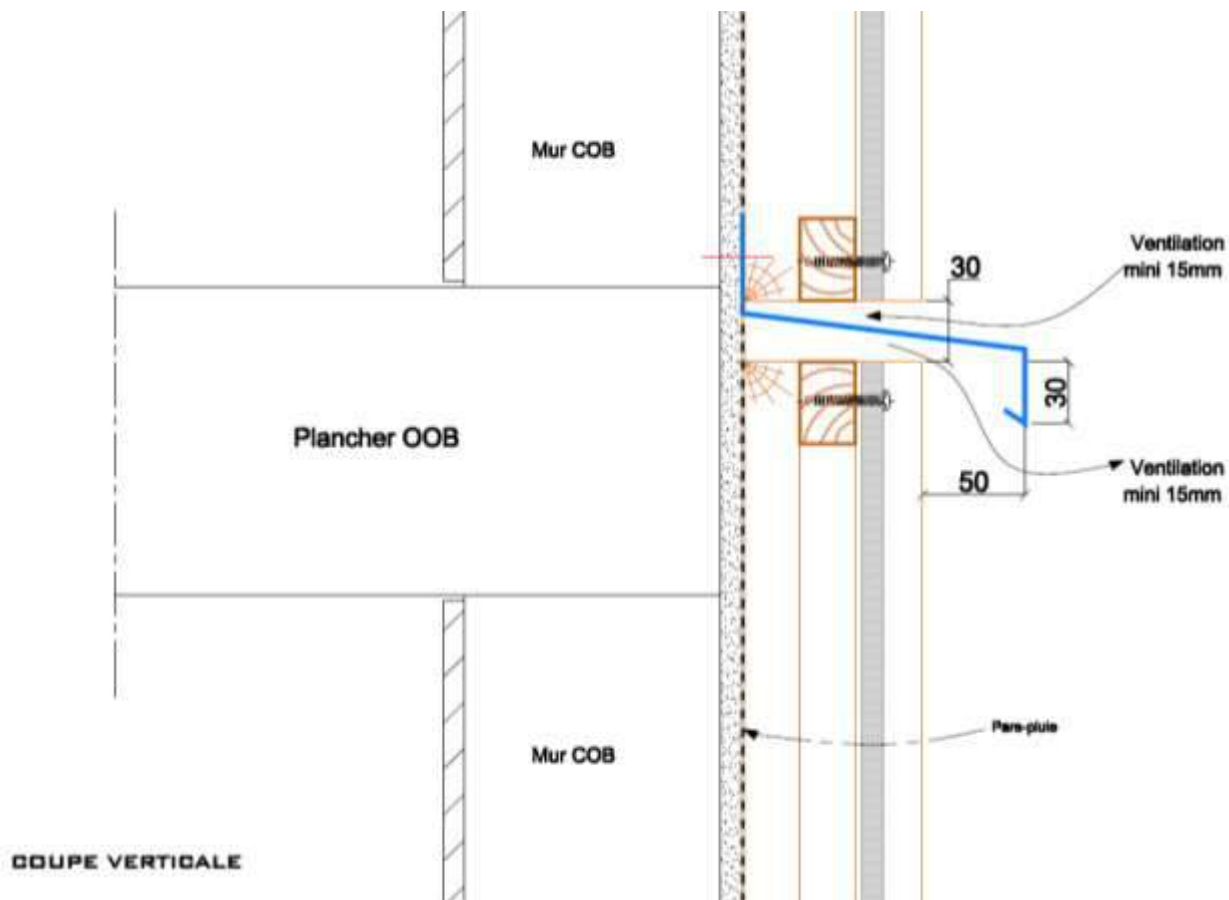 Mur COB
Ventilation
mini 15mm
30
30
Plancher OOB
Ventilation
mini 15mm
50
Pare-pluie
Mur COB
COUPE VERTICALE